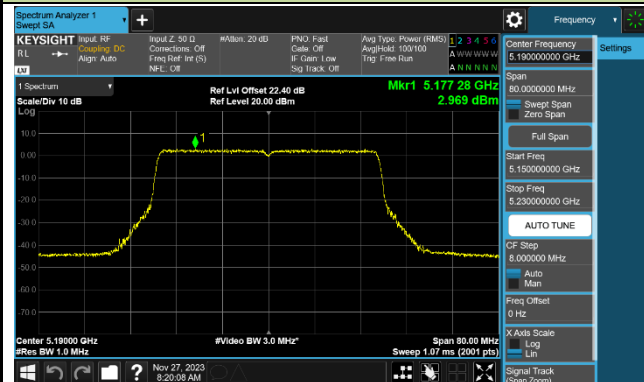 Spectrum Analyzer 1
Swept SA
Frequency
KEYSIGHT
RL
LXI
Input: RF
Coupling: DC
Align: Auto
Input Z: 50 Ω
Corrections: Off
Freq Ref: Int (S)
NFE: Off
#Atten: 20 dB
PNO: Fast
Gate: Off
IF Gain: Low
Sig Track: Off
Avg Type: Power (RMS)
Avg|Hold: 100/100
Trig: Free Run
1 2 3 4 5 6
A W W W W W
A N N N N N
1 Spectrum
Scale/Div 10 dB
Ref Lvl Offset 22.40 dB
Ref Level 20.00 dBm
Mkr1 5.177 28 GHz
2.969 dBm
Log
10.0
0.00
-10.0
-20.0
-30.0
-40.0
-50.0
-60.0
-70.0
1
Center 5.19000 GHz
#Res BW 1.0 MHz
#Video BW 3.0 MHz*
Span 80.00 MHz
Sweep 1.07 ms (2001 pts)
Nov 27, 2023
8:20:08 AM
Center Frequency
5.190000000 GHz
Settings
Span
80.0000000 MHz
Swept Span
Zero Span
Full Span
Start Freq
5.150000000 GHz
Stop Freq
5.230000000 GHz
AUTO TUNE
CF Step
8.000000 MHz
Auto
Man
Freq Offset
0 Hz
X Axis Scale
Log
Lin
Signal Track
(Span Zoom)